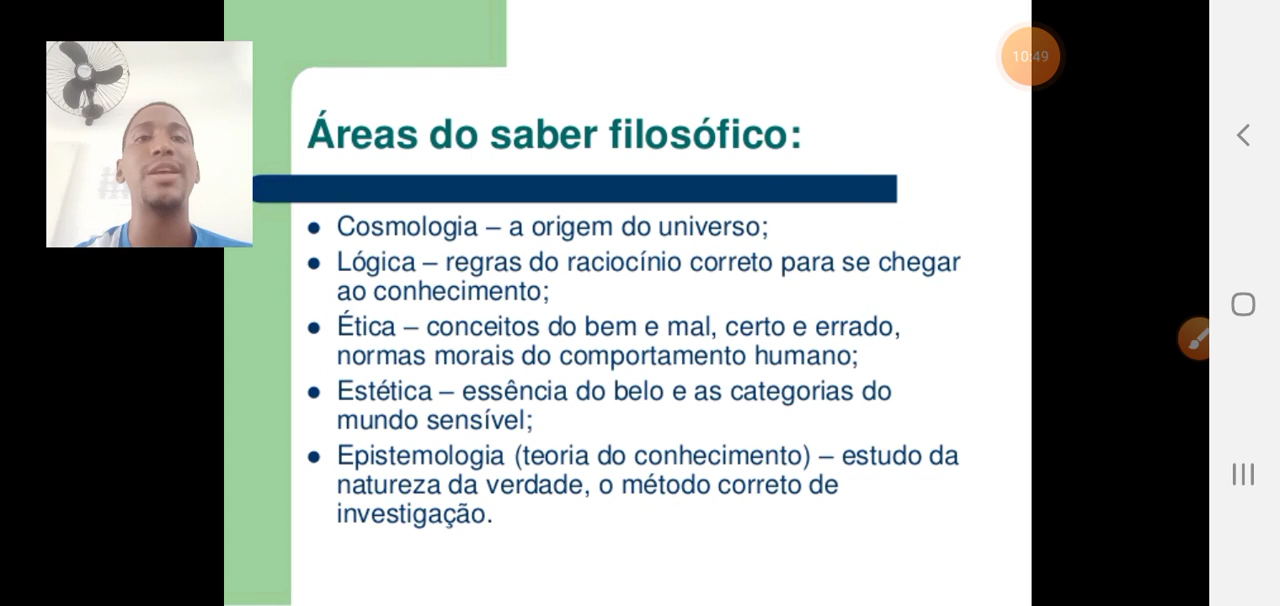 10:49
Áreas do saber filosófico:
● Cosmologia – a origem do universo;
● Lógica – regras do raciocínio correto para se chegar
ao conhecimento;
● Ética – conceitos do bem e mal, certo e errado,
normas morais do comportamento humano;
● Estética – essência do belo e as categorias do
mundo sensível;
● Epistemologia (teoria do conhecimento) – estudo da
natureza da verdade, o método correto de
investigação.